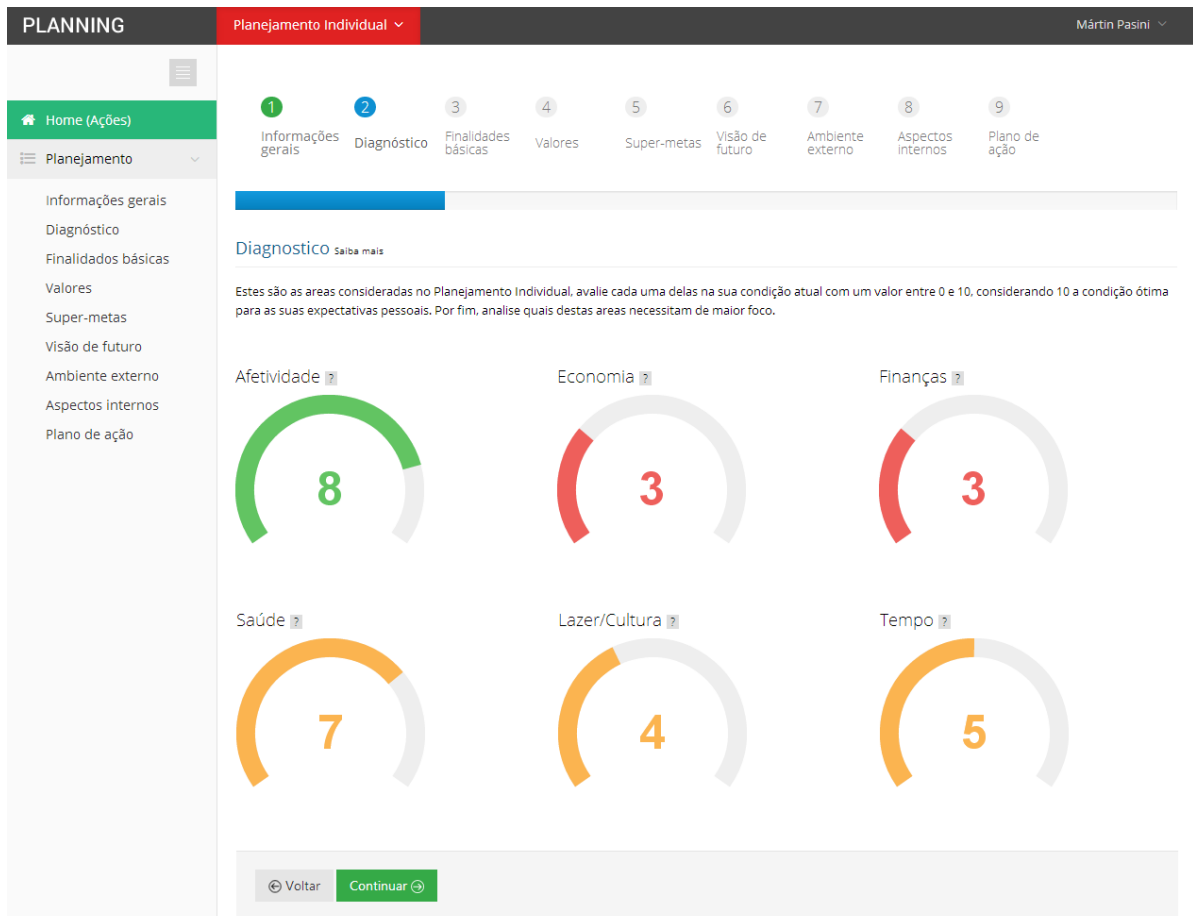 PLANNING
Planejamento Individual
Mártin Pasini
Home (Ações)
Planejamento
Informações gerais
Diagnóstico
Finalidados básicas
Valores
Super-metas
Visão de futuro
Ambiente externo
Aspectos internos
Plano de ação
1
Informações
gerais
2
Diagnóstico
3
Finalidades
básicas
4
Valores
5
Super-metas
6
Visão de
futuro
7
Ambiente
externo
8
Aspectos
internos
9
Plano de
ação
Diagnostico Saiba mais
Estes são as areas consideradas no Planejamento Individual, avalie cada uma delas na sua condição atual com um valor entre 0 e 10, considerando 10 a condição ótima
para as suas expectativas pessoais. Por fim, analise quais destas areas necessitam de maior foco.
Afetividade ?
8
Economia ?
3
Finanças ?
3
Saúde ?
7
Lazer/Cultura ?
4
Tempo ?
5
Voltar
Continuar